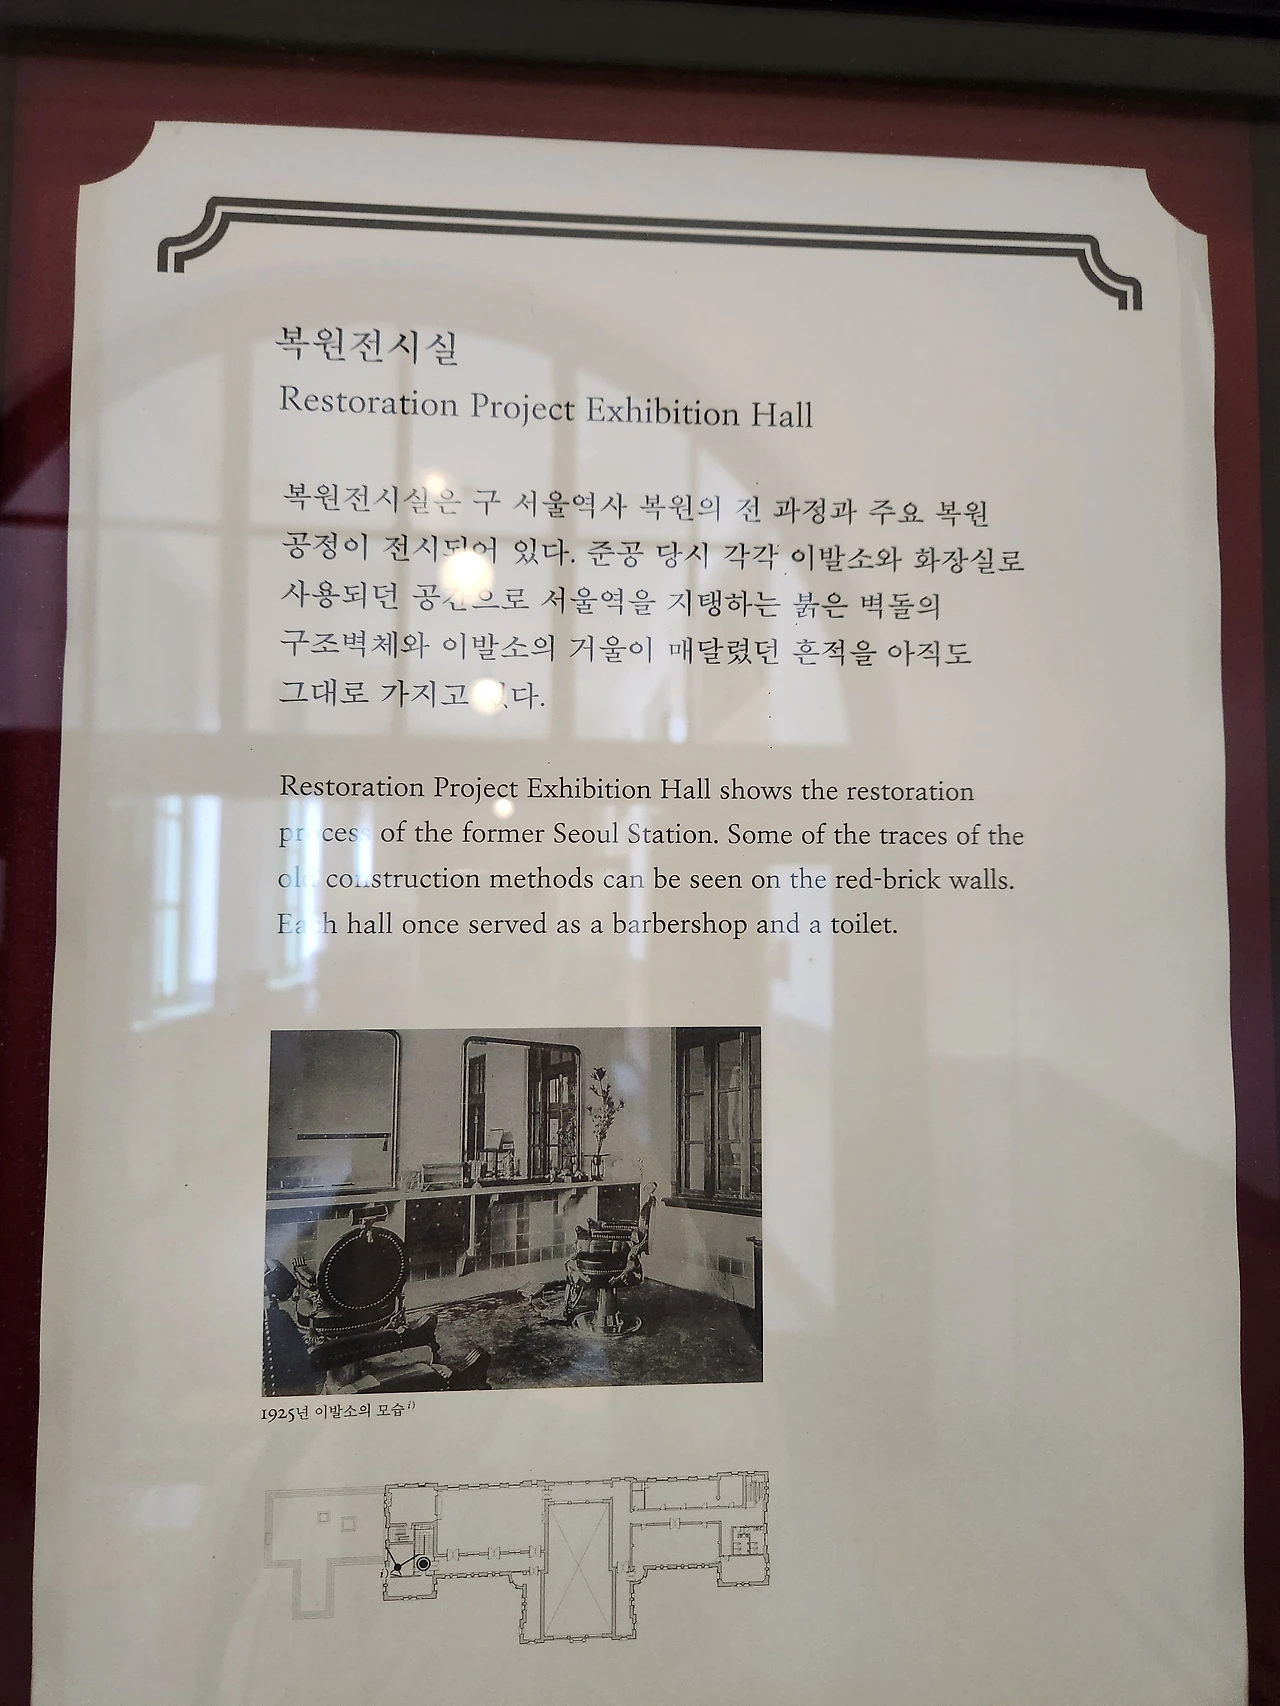 복원전시실
Restoration Project Exhibition Hall
복원전시실은 구 서울역사 복원의 전 과정과 주요 복원
공정이 전시되어 있다. 준공 당시 각각 이발소와 화장실로
사용되던 공간으로 서울역을 지탱하는 붉은 벽돌의
구조벽체와 이발소의 거울이 매달렸던 흔적을 아직도
그대로 가지고 있다.
Restoration Project Exhibition Hall shows the restoration
process of the former Seoul Station. Some of the traces of the
old construction methods can be seen on the red-brick walls.
Each hall once served as a barbershop and a toilet.
1925년 이발소의 모습 i)
i)